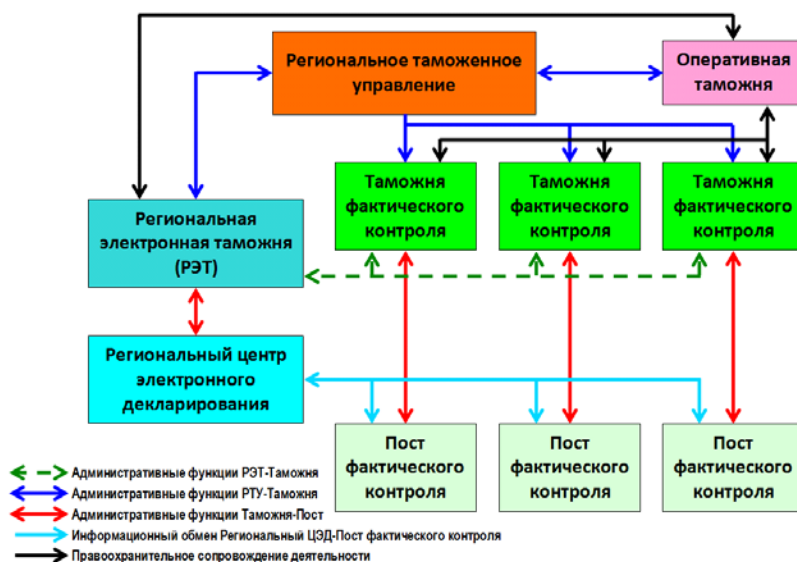 Региональное таможенное
управление
Оперативная
таможня
Региональная
электронная таможня
(РЭТ)
Таможня
фактического
контроля
Таможня
фактического
контроля
Таможня
фактического
контроля
Региональный центр
электронного
декларирования
Пост
фактического
контроля
Пост
фактического
контроля
Пост
фактического
контроля
Административные функции РЭТ-Таможня
Административные функции РТУ-Таможня
Административные функции Таможня-Пост
Информационный обмен Региональный ЦЭД-Пост фактического контроля
Правоохранительное сопровождение деятельности